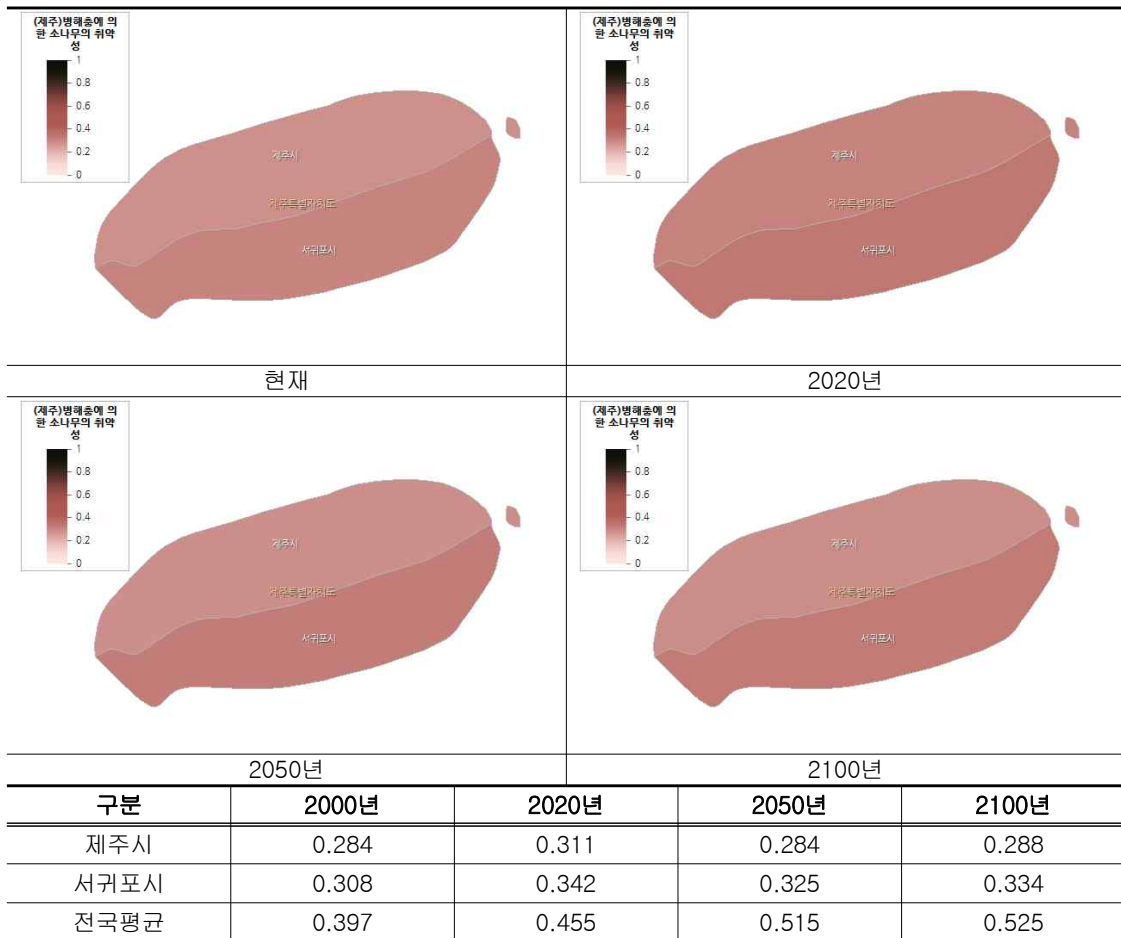 (제주)병해충에 의
한 소나무의 취약
성
1
0.8
0.6
0.4
0.2
0
제주시
제주특별자치도
서귀포시
(제주)병해충에 의
한 소나무의 취약
성
1
0.8
0.6
0.4
0.2
0
제주시
제주특별자치도
서귀포시
현재 2020년
(제주)병해충에 의
한 소나무의 취약
성
1
0.8
0.6
0.4
0.2
0
제주시
제주특별자치도
서귀포시
(제주)병해충에 의
한 소나무의 취약
성
1
0.8
0.6
0.4
0.2
0
제주시
제주특별자치도
서귀포시
2050년 2100년
구분 2000년 2020년 2050년 2100년
제주시 0.284 0.311 0.284 0.288
서귀포시 0.308 0.342 0.325 0.334
전국평균 0.397 0.455 0.515 0.525